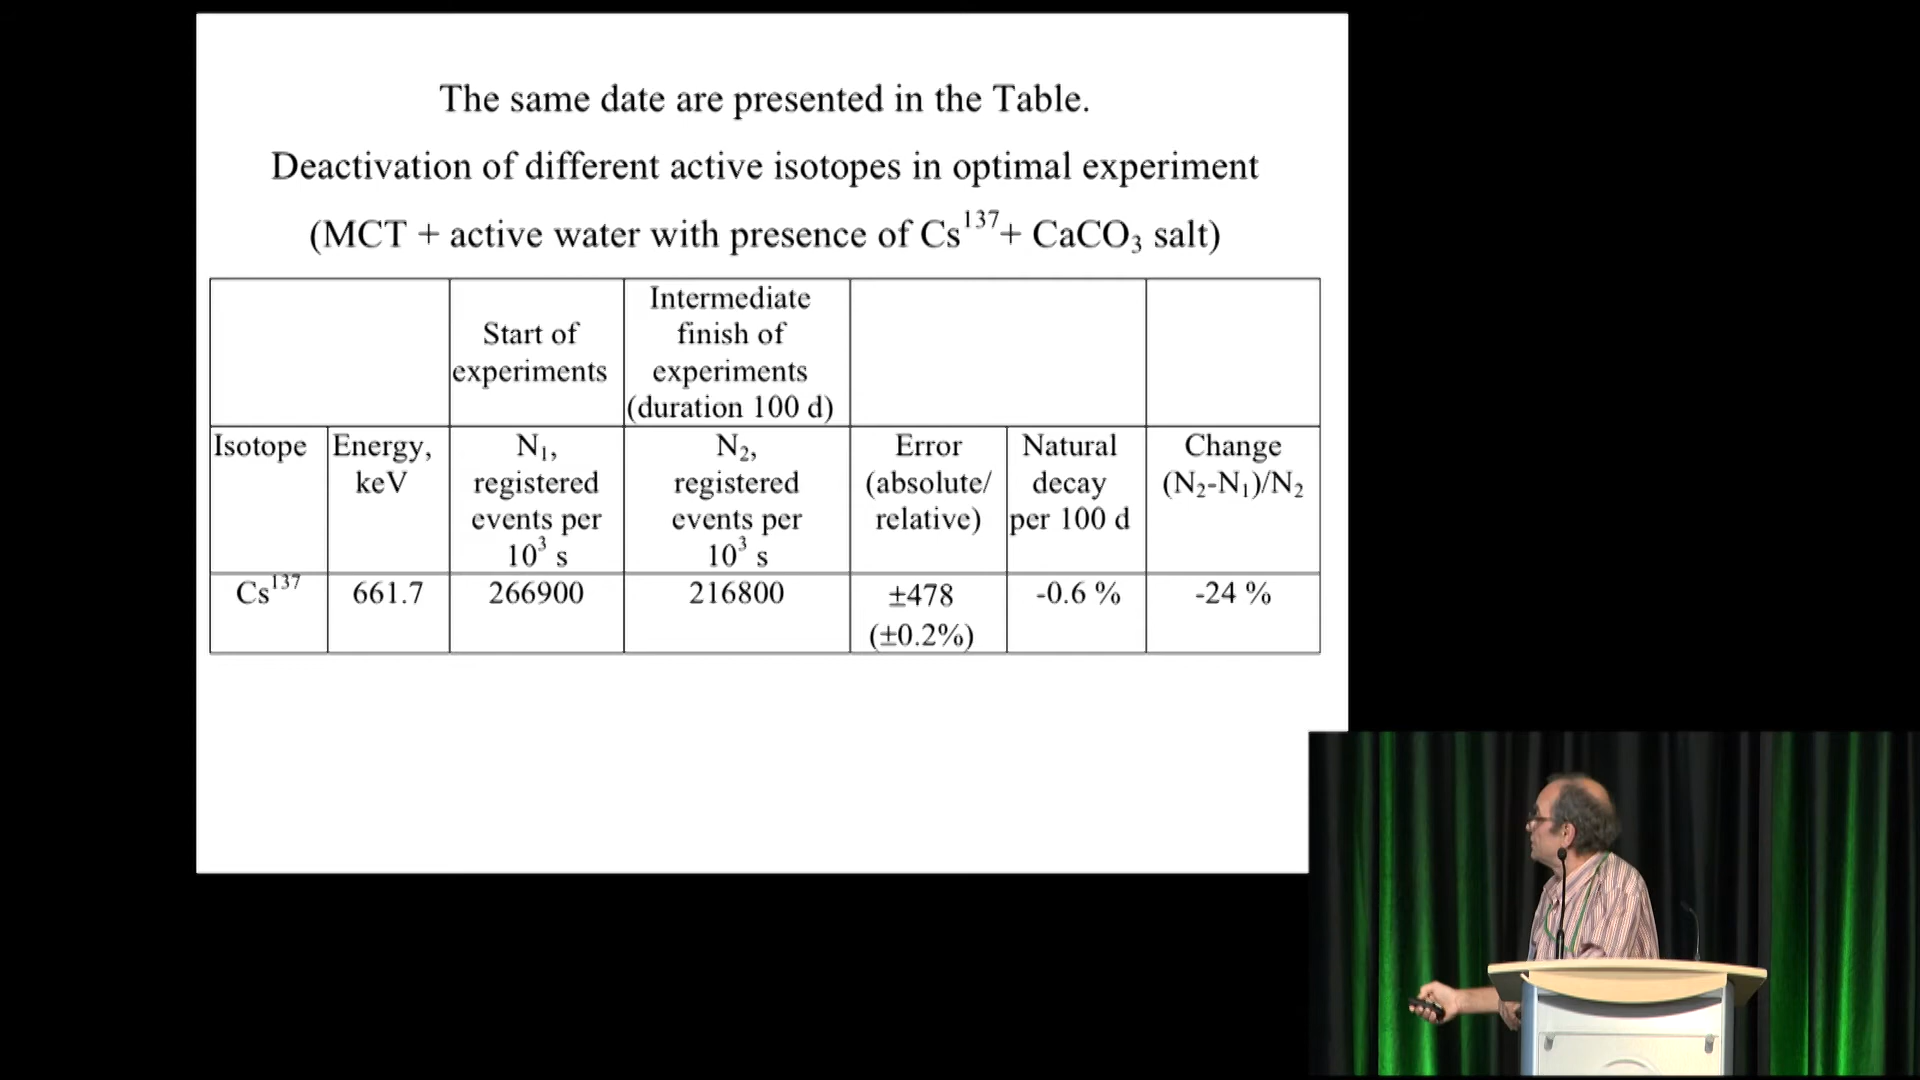 The same date are presented in the Table.
Deactivation of different active isotopes in optimal experiment
(MCT + active water with presence of Cs¹³⁷+ CaCO₃ salt)
Start of
experiments
Intermediate
finish of
experiments
(duration 100 d)
Isotope
Energy,
keV
N₁,
registered
events per
10³ s
N₂,
registered
events per
10³ s
Error
(absolute/
relative)
Natural
decay
per 100 d
Change
(N₂-N₁)/N₂
Cs¹³⁷
661.7
266900
216800
±478
(±0.2%)
-0.6 %
-24 %